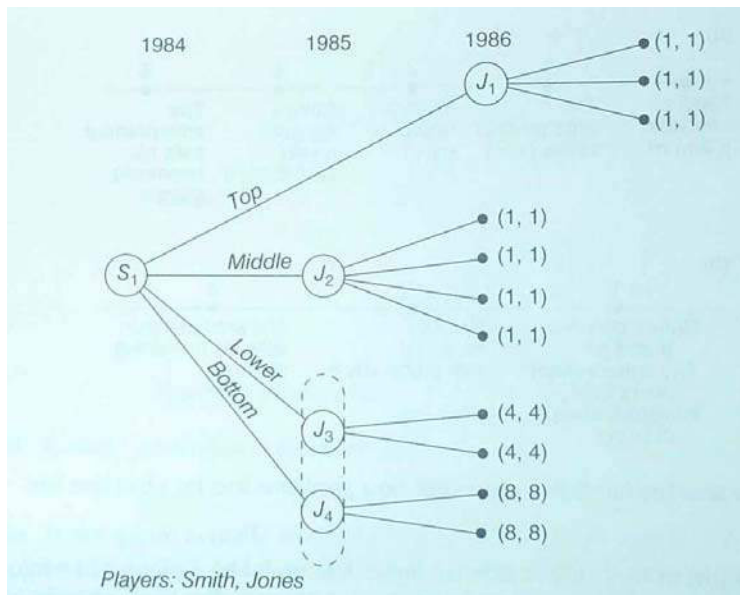 1984 1985 1986
J1 (1, 1)
(1, 1)
(1, 1)
Top
S1 Middle J2 (1, 1)
(1, 1)
(1, 1)
(1, 1)
Lower
Bottom
J3 (4, 4)
(4, 4)
J4 (8, 8)
(8, 8)
Players: Smith, Jones